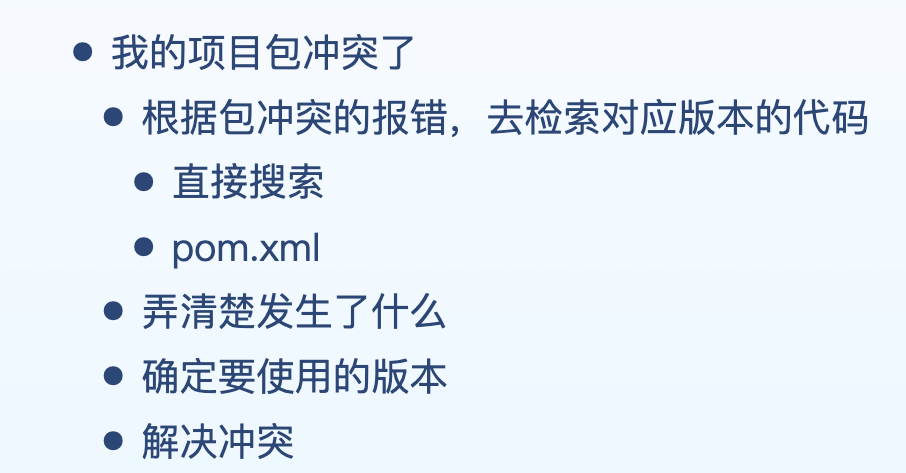 我的项目包冲突了
根据包冲突的报错，去检索对应版本的代码
直接搜索
pom.xml
弄清楚发生了什么
确定要使用的版本
解决冲突